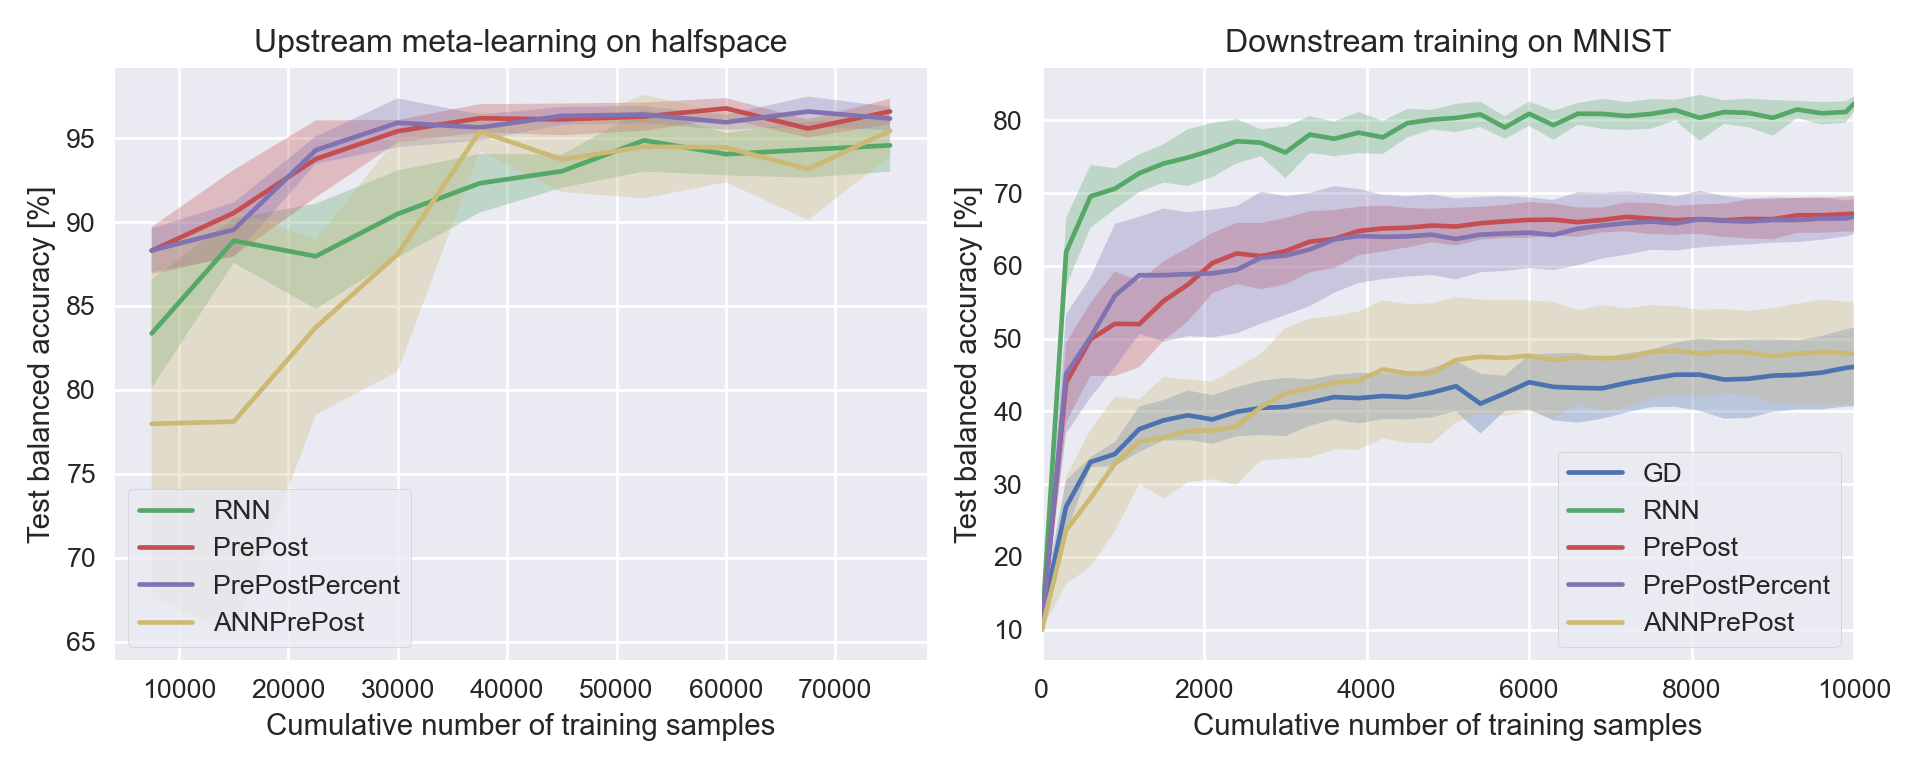 Upstream meta-learning on halfspace
Test balanced accuracy [%]
95
90
85
80
75
70
65
RNN
PrePost
PrePostPercent
ANNPrePost
10000 20000 30000 40000 50000 60000 70000
Cumulative number of training samples
Downstream training on MNIST
Test balanced accuracy [%]
80
70
60
50
40
30
20
10
GD
RNN
PrePost
PrePostPercent
ANNPrePost
0 2000 4000 6000 8000 10000
Cumulative number of training samples